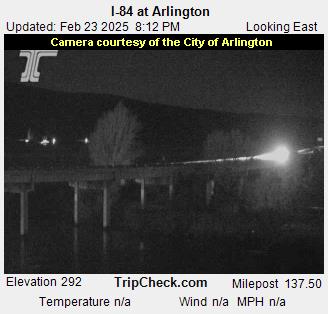 I-84 at Arlington
Updated: Feb 23 2025 8:12 PM Looking East
Camera courtesy of the City of Arlington
Elevation 292 TripCheck.com Milepost 137.50
Temperature n/a Wind n/a MPH n/a